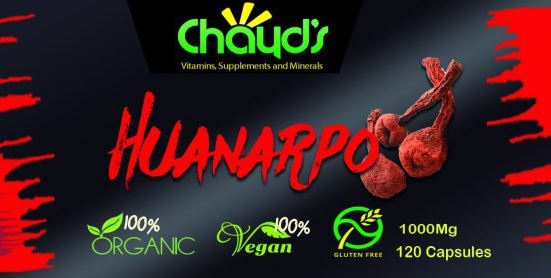 Chayd's
Vitamins, Supplements and Minerals
HUANARPO
100%
ORGANIC
100%
Vegan
GLUTEN FREE
1000Mg
120 Capsules